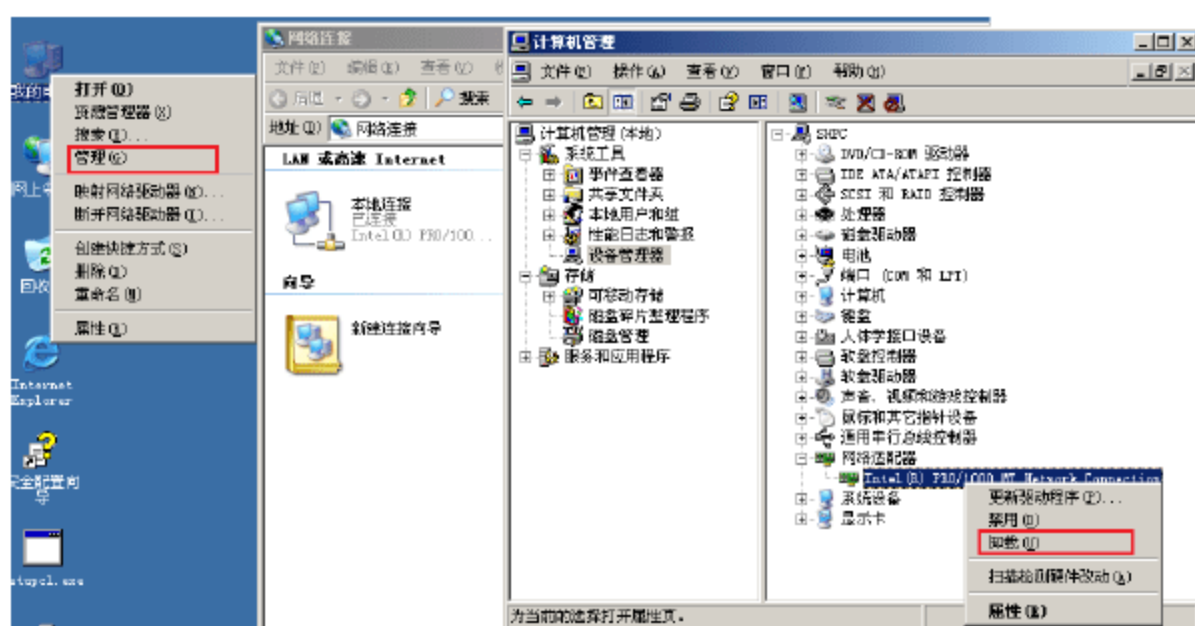 我的电
打开(O)
资源管理器(X)
搜索(E)...
管理(G)
映射网络驱动器(N)...
断开网络驱动器(I)...
创建快捷方式(S)
删除(D)
重命名(M)
属性(R)
网上
回收
Internet
Explorer
安全配置向
导
setupcl.exe
网络连接
文件(F) 编辑(E) 查看(V)
后退 搜索
地址(D) 网络连接
LAN 或高速 Internet
本地连接
已连接
Intel(R) PRO/100...
向导
新建连接向导
计算机管理
文件(F) 操作(A) 查看(V) 窗口(W) 帮助(H)
计算机管理(本地)
系统工具
事件查看器
共享文件夹
本地用户和组
性能日志和警报
设备管理器
存储
可移动存储
磁盘碎片整理程序
磁盘管理
服务和应用程序
为当前的选择打开属性页。
SHPC
DVD/CD-ROM 驱动器
IDE ATA/ATAPI 控制器
SCSI 和 RAID 控制器
处理器
磁盘驱动器
电池
端口 (COM 和 LPT)
计算机
键盘
人体学接口设备
软盘控制器
软盘驱动器
声音、视频和游戏控制器
鼠标和其它指针设备
通用串行总线控制器
网络适配器
Intel(R) PRO/1000 MT Network Connection
系统设备
显示卡
更新驱动程序(P)...
禁用(D)
卸载(U)
扫描检测硬件改动(A)
属性(R)